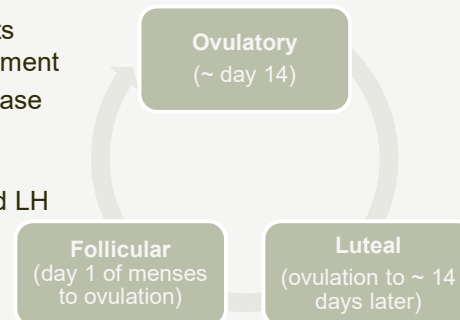 ts
ment
ase
d LH
Ovulatory
(~ day 14)
Follicular
(day 1 of menses
to ovulation)
Luteal
(ovulation to ~ 14
days later)